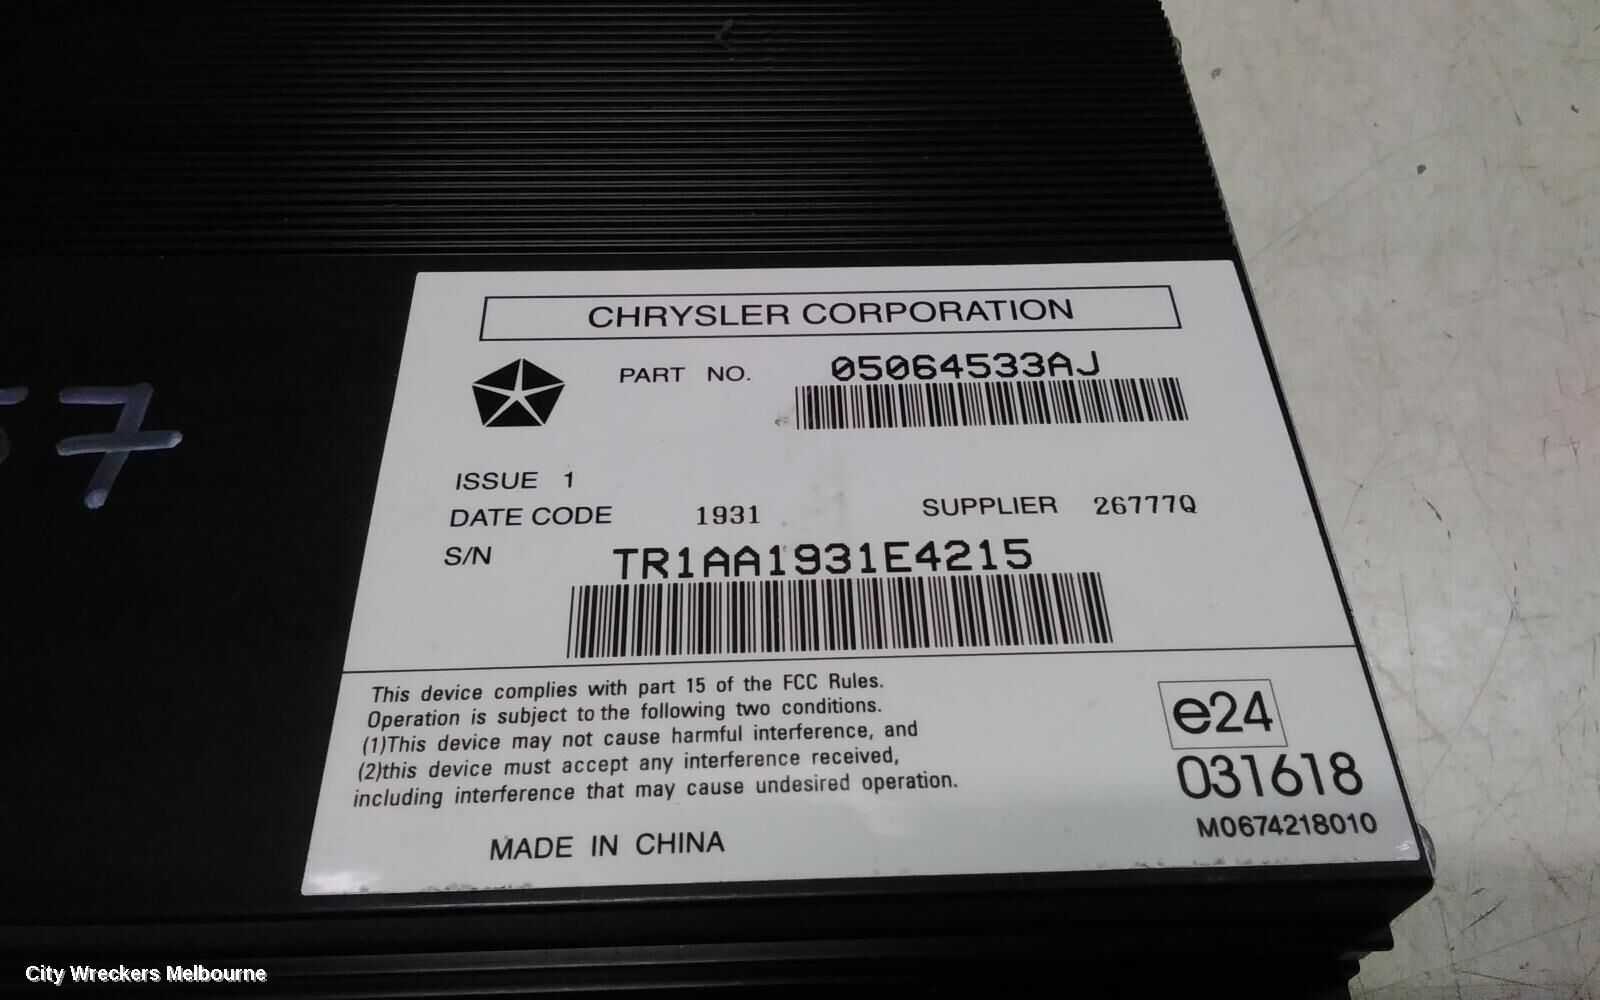 57
CHRYSLER CORPORATION
PART NO. 05064533AJ
ISSUE 1
DATE CODE 1931 SUPPLIER 26777Q
S/N TR1AA1931E4215
This device complies with part 15 of the FCC Rules.
Operation is subject to the following two conditions.
(1)This device may not cause harmful interference, and
(2)this device must accept any interference received,
including interference that may cause undesired operation.
MADE IN CHINA
e24
031618
M0674218010
City Wreckers Melbourne